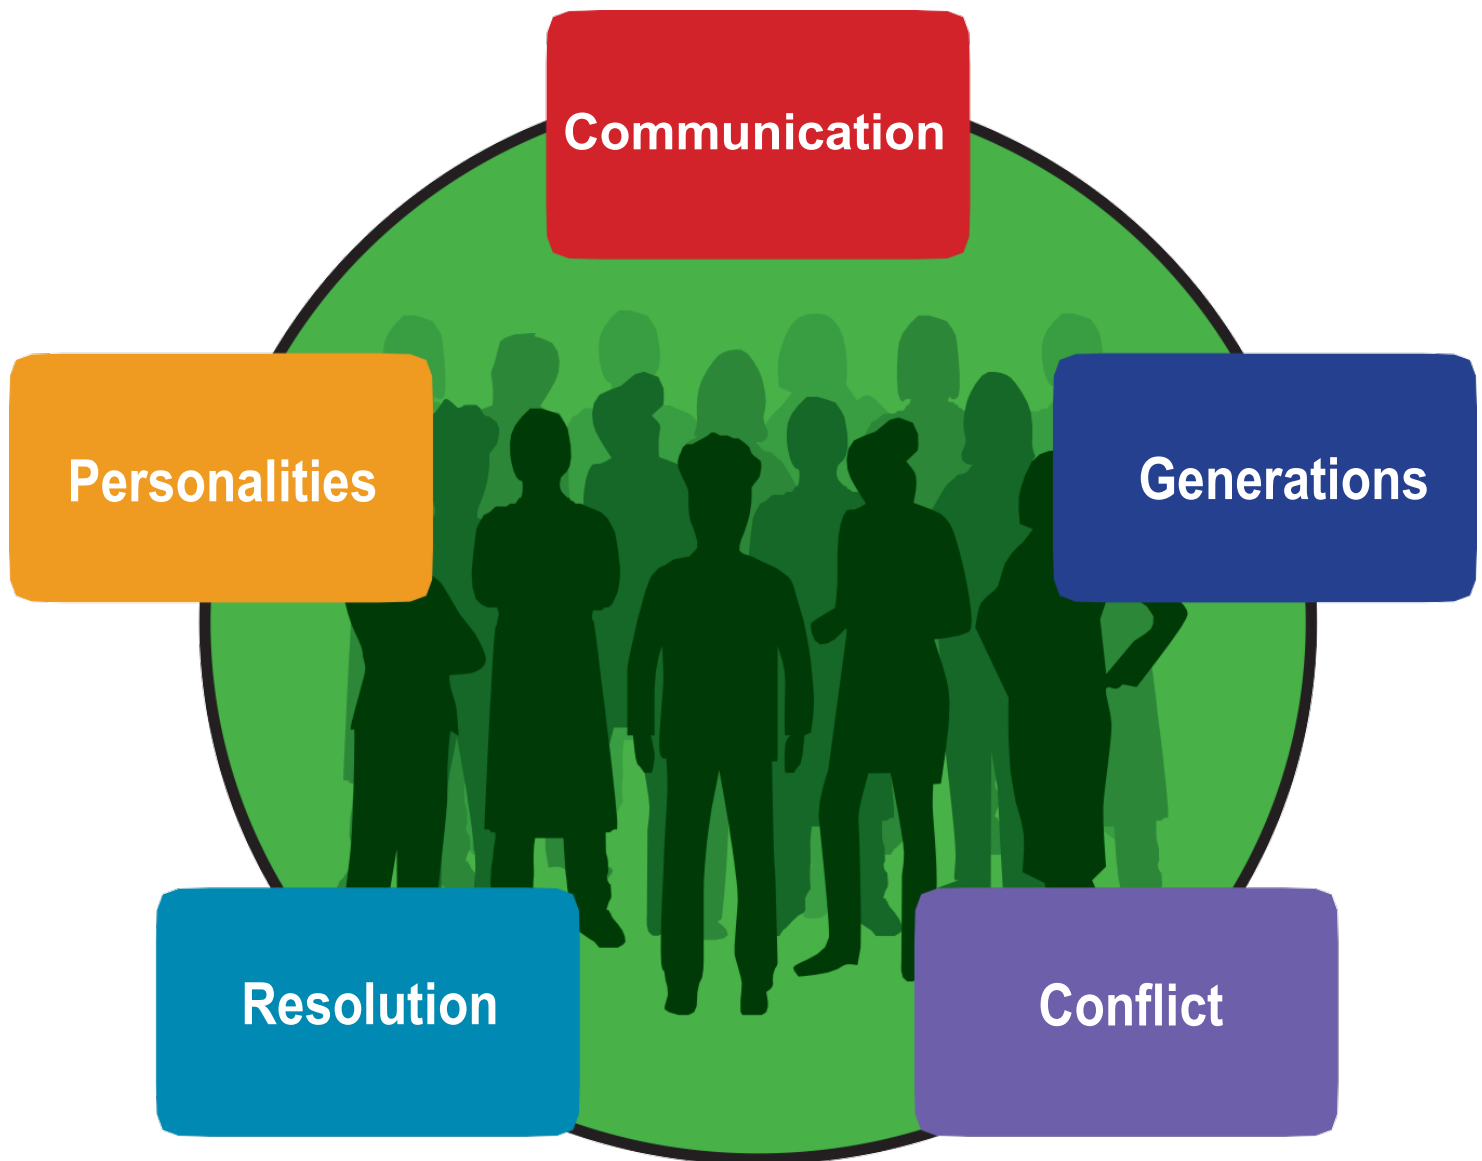 Communication
Personalities
Generations
Resolution
Conflict